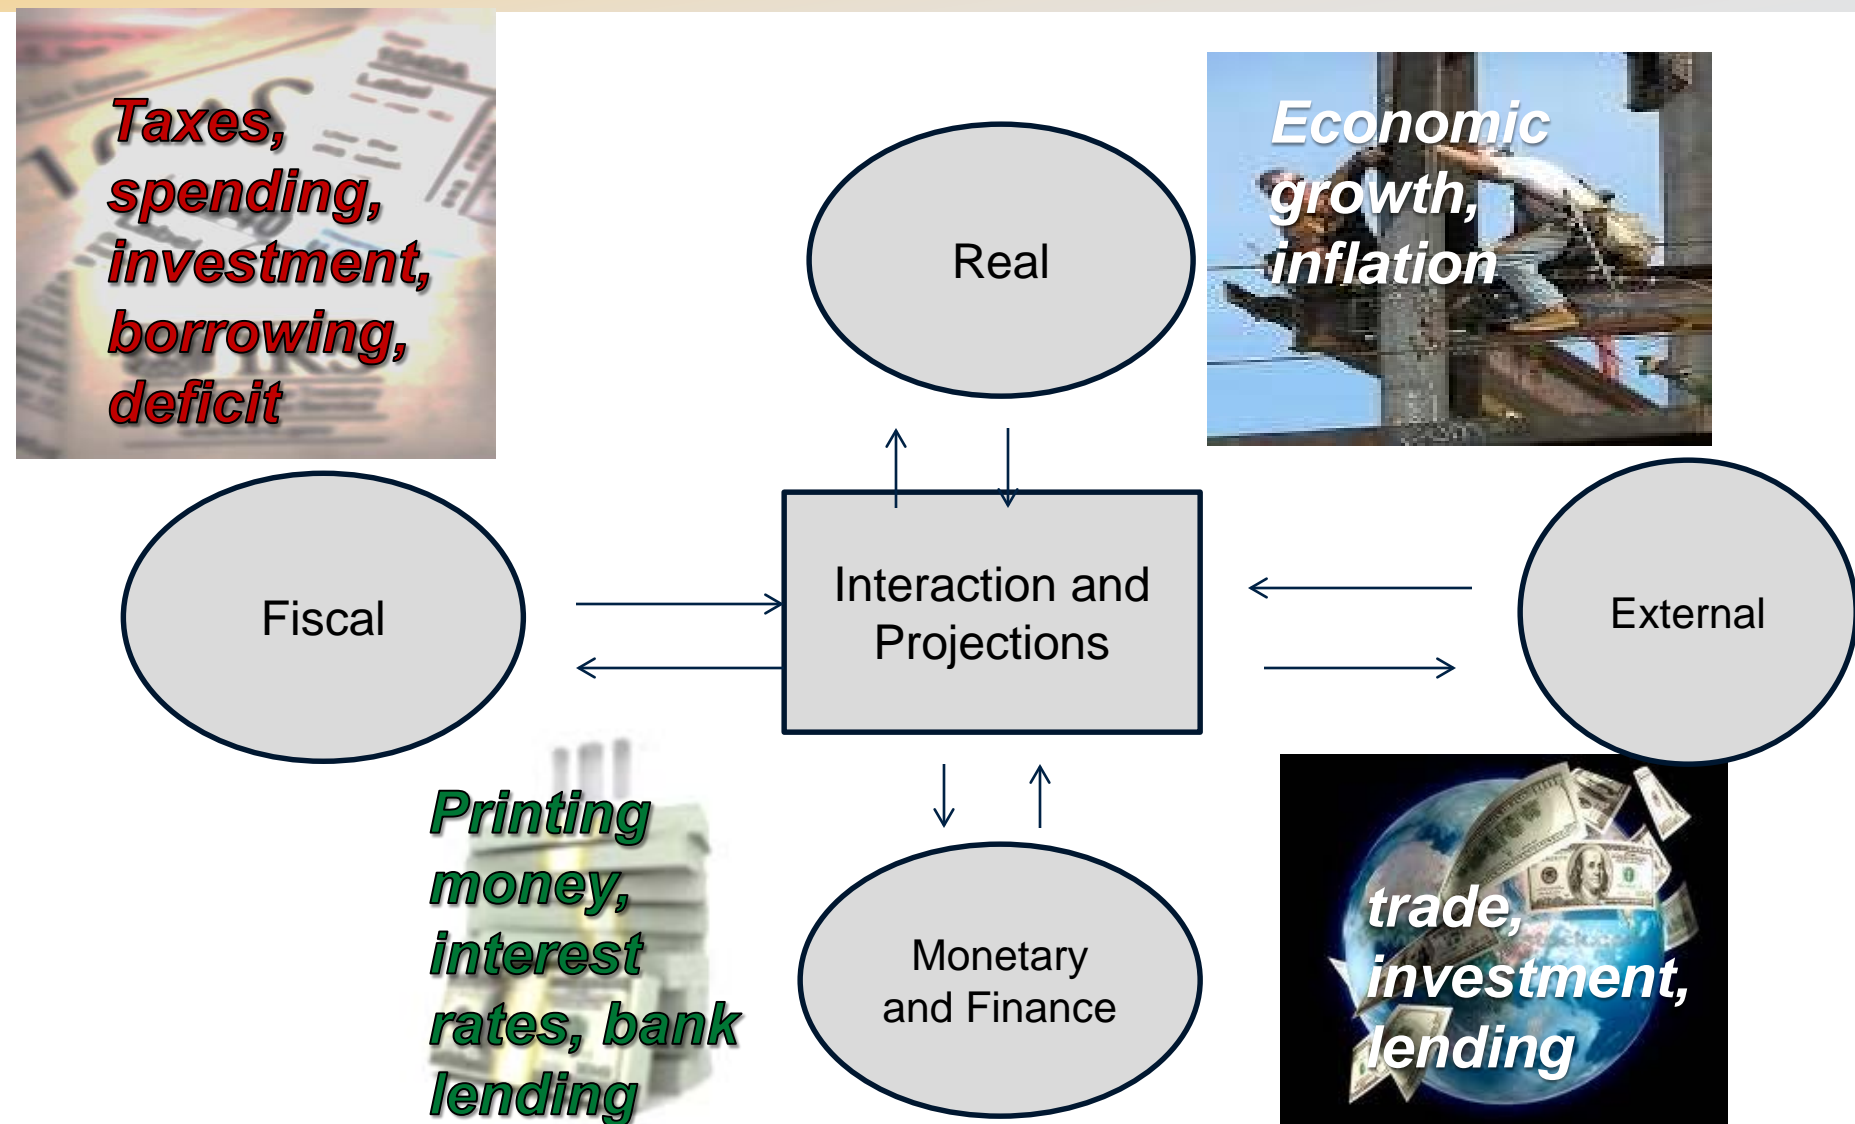 Taxes,
spending,
investment,
borrowing,
deficit
Real
Economic
growth,
inflation
Fiscal
Interaction and
Projections
External
Printing
money,
interest
rates, bank
lending
Monetary
and Finance
trade,
investment,
lending